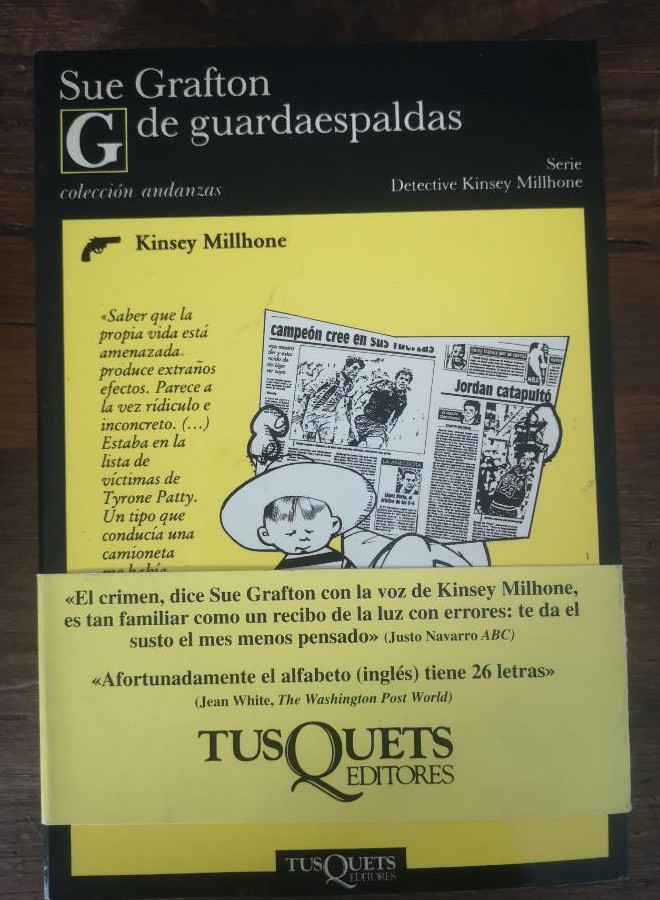 Sue Grafton
G de guardaespaldas
Serie
colección andanzas
Detective Kinsey Millhone
Kinsey Millhone
«Saber que la
propia vida está
amenazada
produce extraños
efectos. Parece a
la vez ridículo e
inconcreto. (...)
Estaba en la
lista de
víctimas de
Tyrone Patty.
Un tipo que
conducía una
camioneta
me había
campeón cree en sus fuerzas
Jordan catapultó
LA ANECDOTA
«El crimen, dice Sue Grafton con la voz de Kinsey Milhone,
es tan familiar como un recibo de la luz con errores: te da el
susto el mes menos pensado» (Justo Navarro ABC)
«Afortunadamente el alfabeto (inglés) tiene 26 letras»
(Jean White, The Washington Post World)
TUSQUETS
EDITORES
TUSQUETS
EDITORES